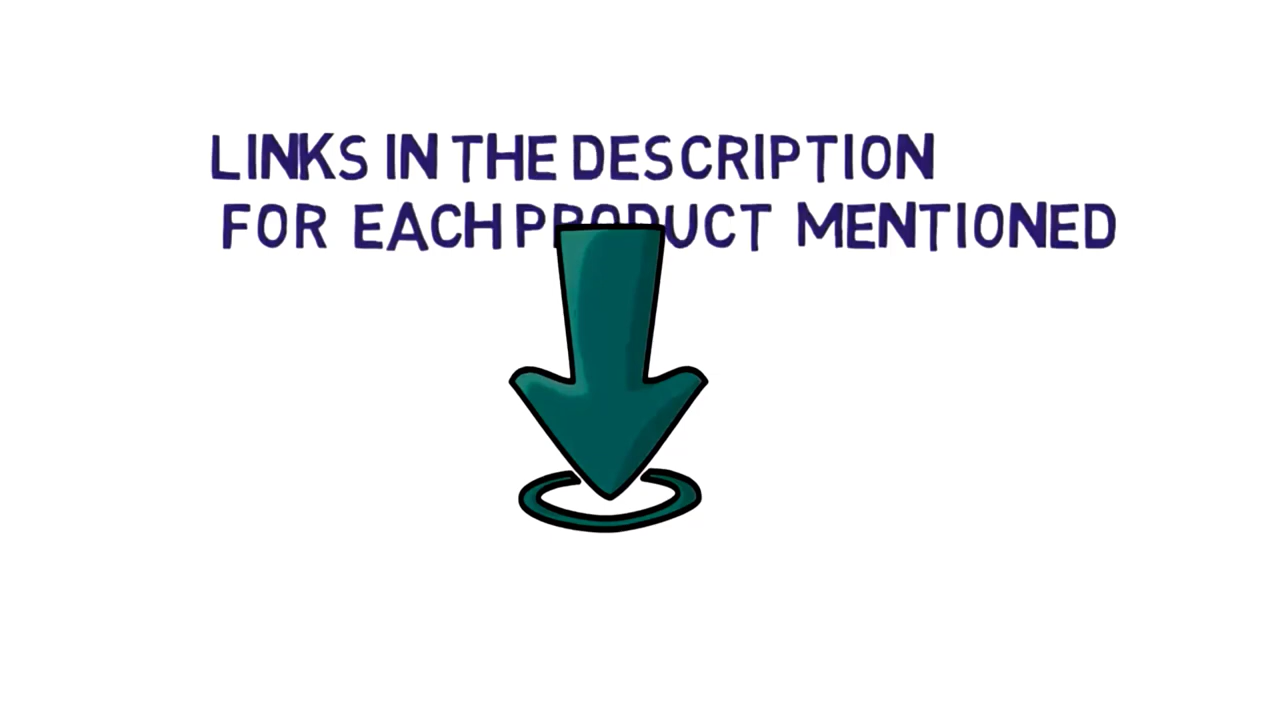 LINKS IN THE DESCRIPTION
FOR EACH PRODUCT MENTIONED